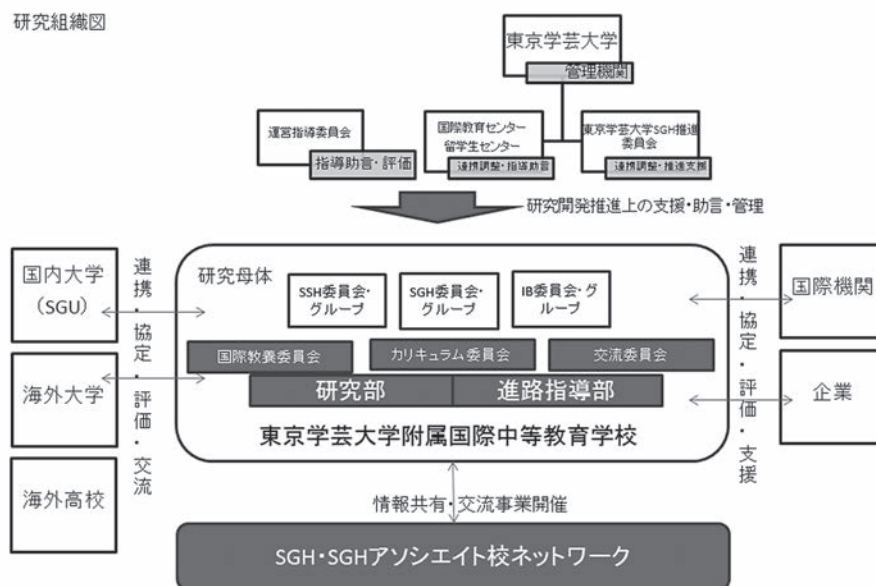 研究組織図
東京学芸大学
管理機関
運営指導委員会
指導助言・評価
国際教育センター
留学生センター
連携調整・指導助言
東京学芸大学SGH推進
委員会
連携調整・推進支援
研究開発推進上の支援・助言・管理
国内大学
(SGU)
海外大学
海外高校
連携・協定・評価・交流
研究母体
SSH委員会・
グループ
SGH委員会・
グループ
IB委員会・グ
ループ
国際教養委員会
カリキュラム委員会
交流委員会
研究部
進路指導部
東京学芸大学附属国際中等教育学校
連携・協定・評価・支援
国際機関
企業
情報共有・交流事業開催
SGH・SGHアソシエイト校ネットワーク